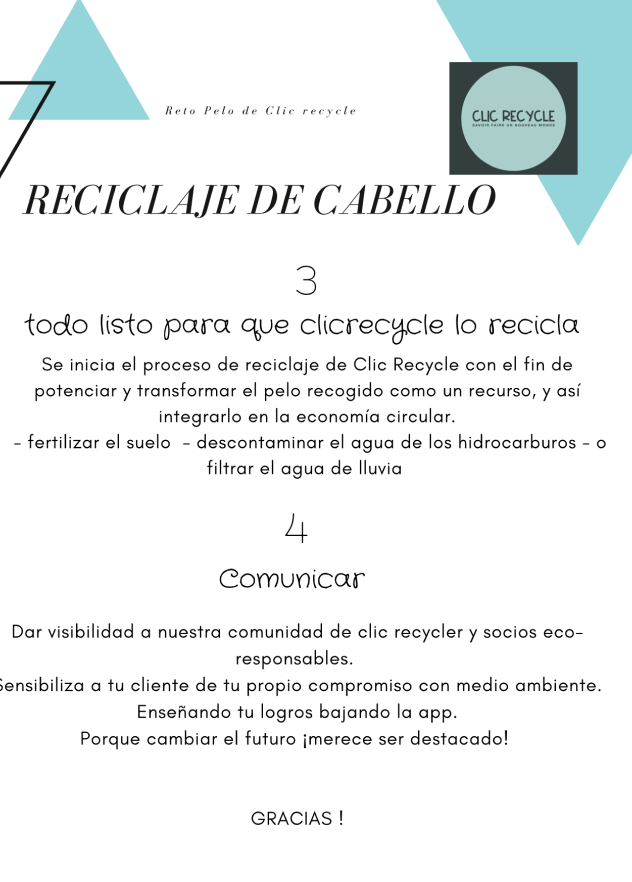 Reto Pelo de Clic recycle
CLIC RECYCLE
SAVOIR FAIRE UN NOUVEAU MONDE
RECICLAJE DE CABELLO
3
todo listo para que clicrecycle lo recicla
Se inicia el proceso de reciclaje de Clic Recycle con el fin de
potenciar y transformar el pelo recogido como un recurso, y así
integrarlo en la economía circular.
- fertilizar el suelo - descontaminar el agua de los hidrocarburos - o
filtrar el agua de lluvia
4
Comunicar
Dar visibilidad a nuestra comunidad de clic recycler y socios eco-
responsables.
Sensibiliza a tu cliente de tu propio compromiso con medio ambiente.
Enseñando tu logros bajando la app.
Porque cambiar el futuro ¡merece ser destacado!
GRACIAS !